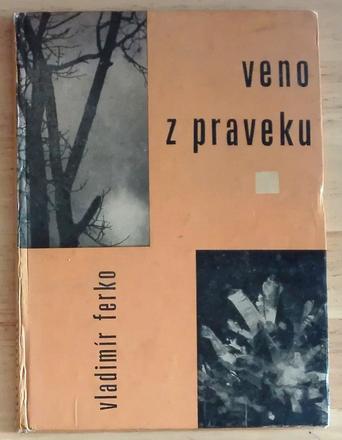 veno
z praveku
vladimír ferko